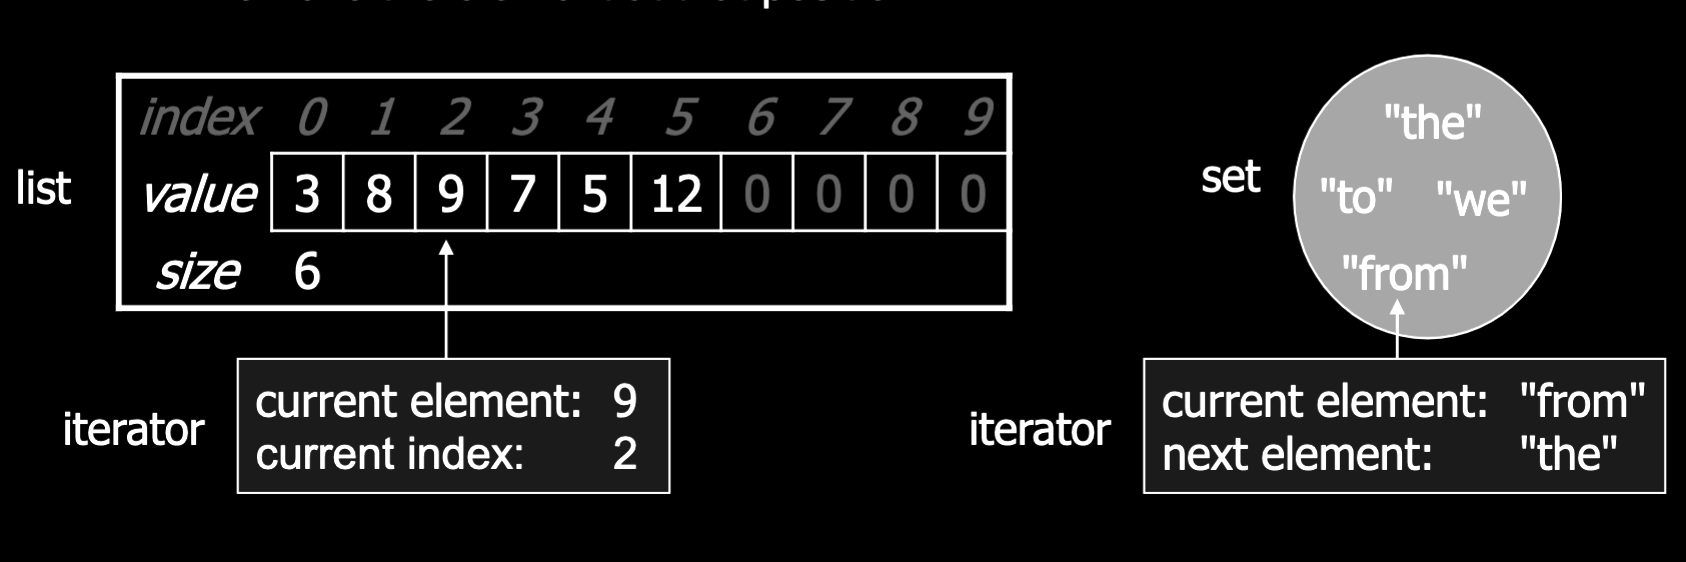 index 0 1 2 3 4 5 6 7 8 9
list value 3 8 9 7 5 12 0 0 0 0
size 6
iterator
current element: 9
current index: 2
set
"the"
"to" "we"
"from"
iterator
current element: "from"
next element: "the"